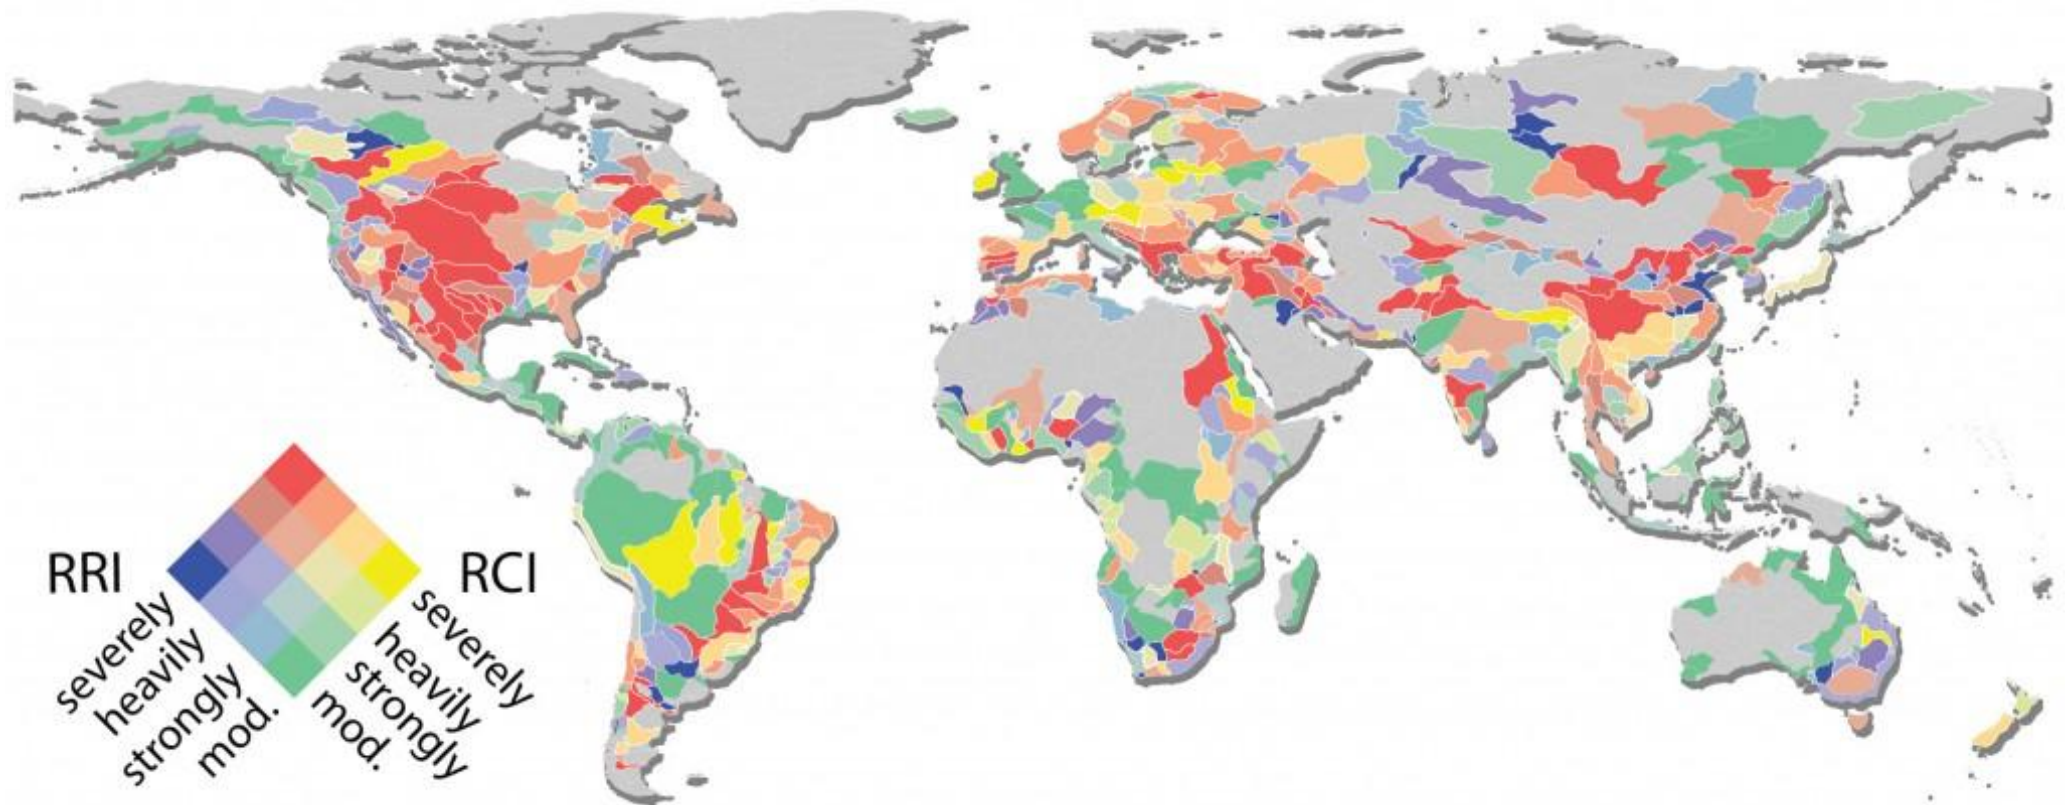 RRI
RCI
severely
heavily
strongly
mod.
severely
heavily
strongly
mod.